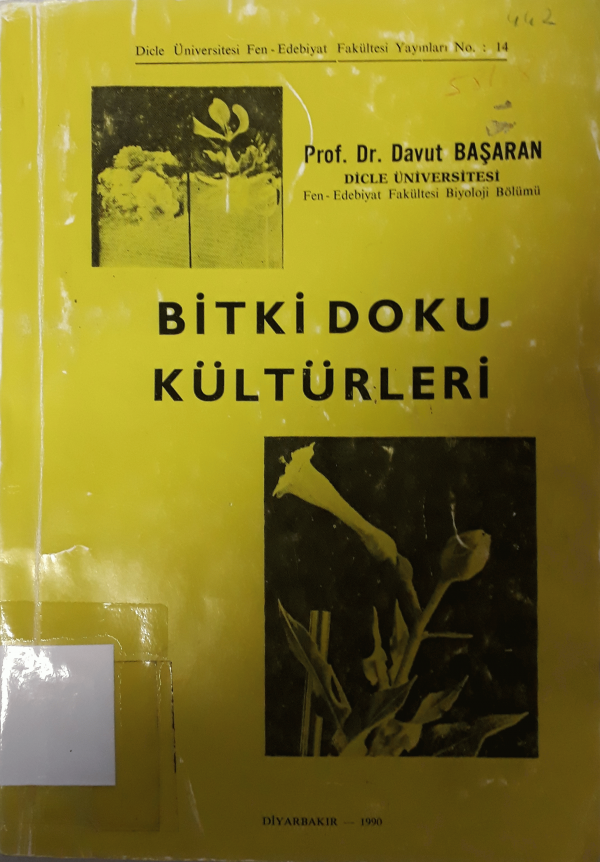 442
Dicle Üniversitesi Fen - Edebiyat Fakültesi Yayınları No. : 14
Prof. Dr. Davut BAŞARAN
DİCLE ÜNİVERSİTESİ
Fen - Edebiyat Fakültesi Biyoloji Bölümü
BİTKİ DOKU
KÜLTÜRLERİ
DİYARBAKIR — 1990